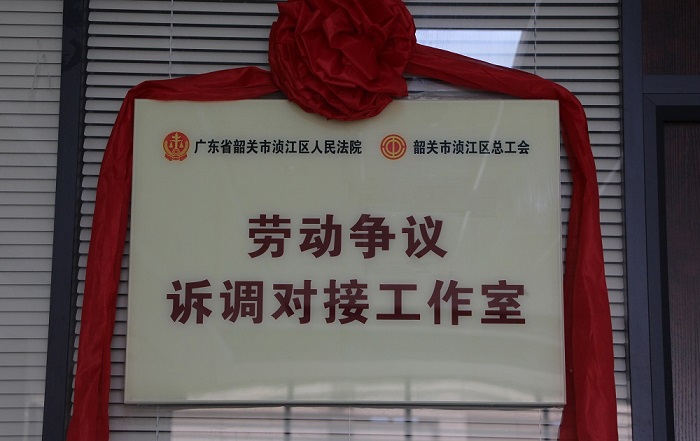 广东省韶关市浈江区人民法院 韶关市浈江区总工会
劳动争议
诉调对接工作室